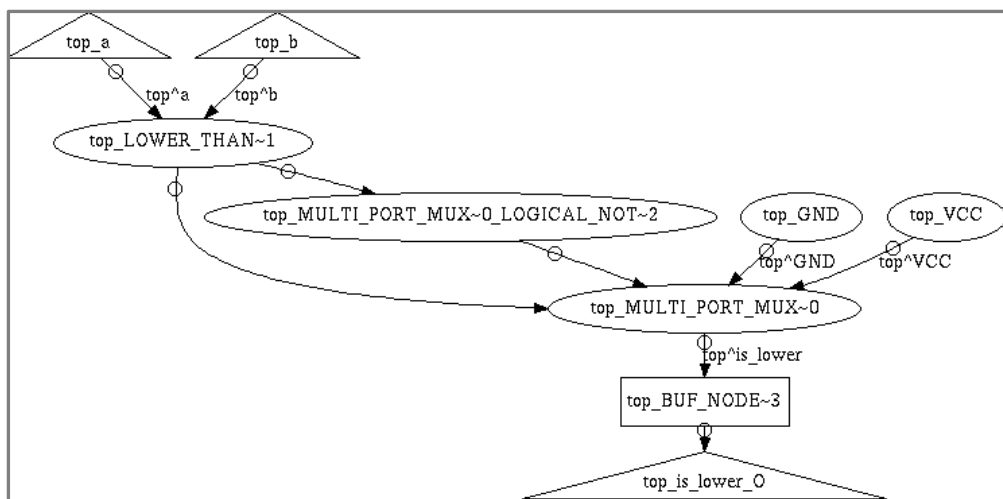 top_a
top_b
top^a
top^b
top_LOWER_THAN~1
top_MULTI_PORT_MUX~0_LOGICAL_NOT~2
top_GND
top_VCC
top^GND
top^VCC
top_MULTI_PORT_MUX~0
top^is_lower
top_BUF_NODE~3
top_is_lower_O